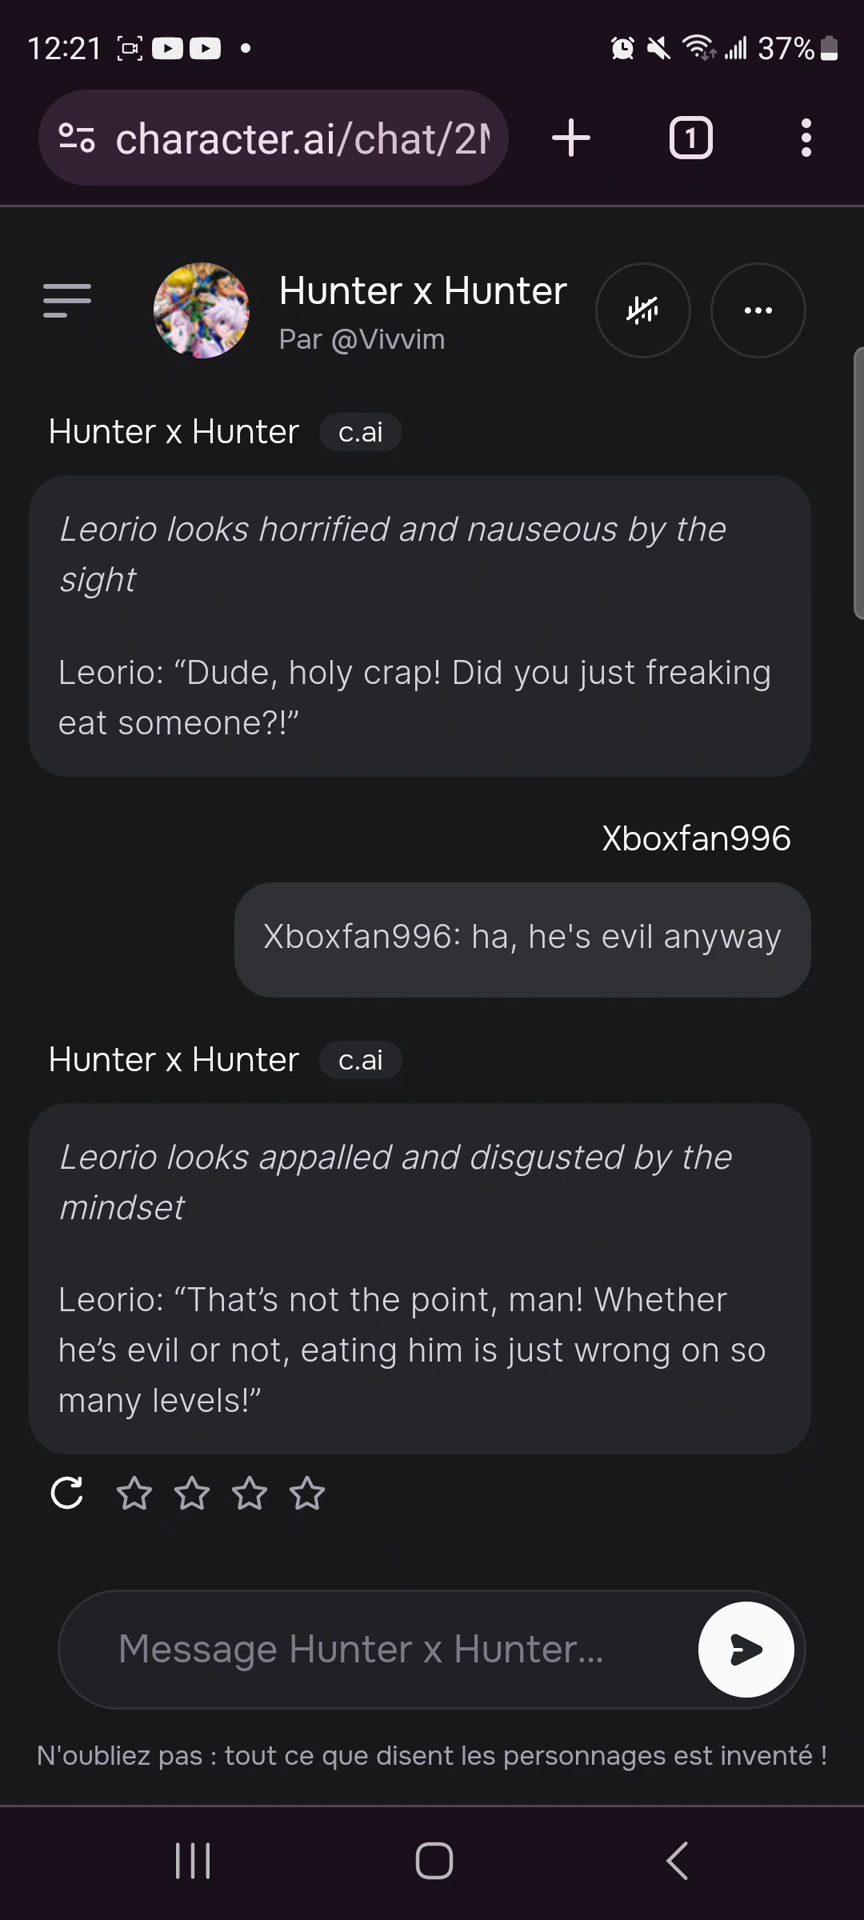 12:21
37%
character.ai/chat/2
1
Hunter x Hunter
Par @Vivvim
Hunter x Hunter c.ai
Leorio looks horrified and nauseous by the
sight
Leorio: “Dude, holy crap! Did you just freaking
eat someone?!”
Xboxfan996
Xboxfan996: ha, he's evil anyway
Hunter x Hunter c.ai
Leorio looks appalled and disgusted by the
mindset
Leorio: “That’s not the point, man! Whether
he’s evil or not, eating him is just wrong on so
many levels!”
Message Hunter x Hunter...
N'oubliez pas : tout ce que disent les personnages est inventé !